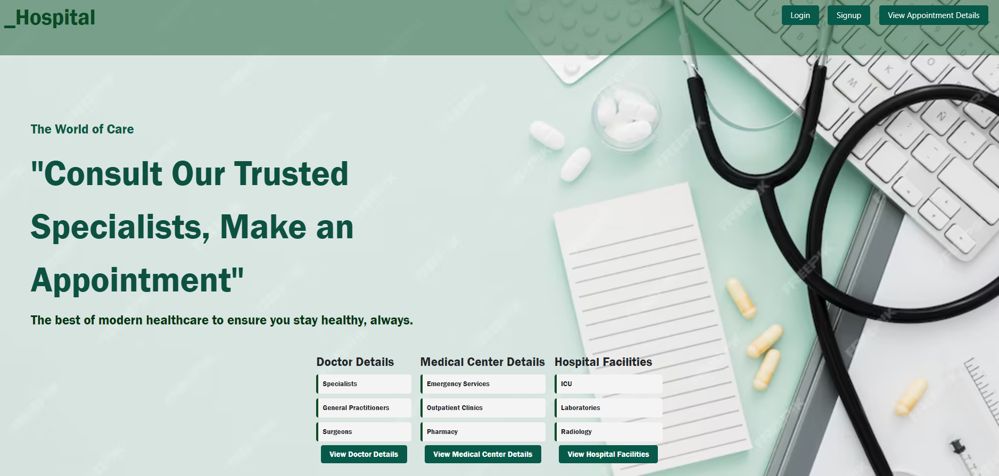 _Hospital
Login
Signup
View Appointment Details
The World of Care
"Consult Our Trusted
Specialists, Make an
Appointment"
The best of modern healthcare to ensure you stay healthy, always.
Doctor Details
Specialists
General Practitioners
Surgeons
View Doctor Details
Medical Center Details
Emergency Services
Outpatient Clinics
Pharmacy
View Medical Center Details
Hospital Facilities
ICU
Laboratories
Radiology
View Hospital Facilities
FREEPIK